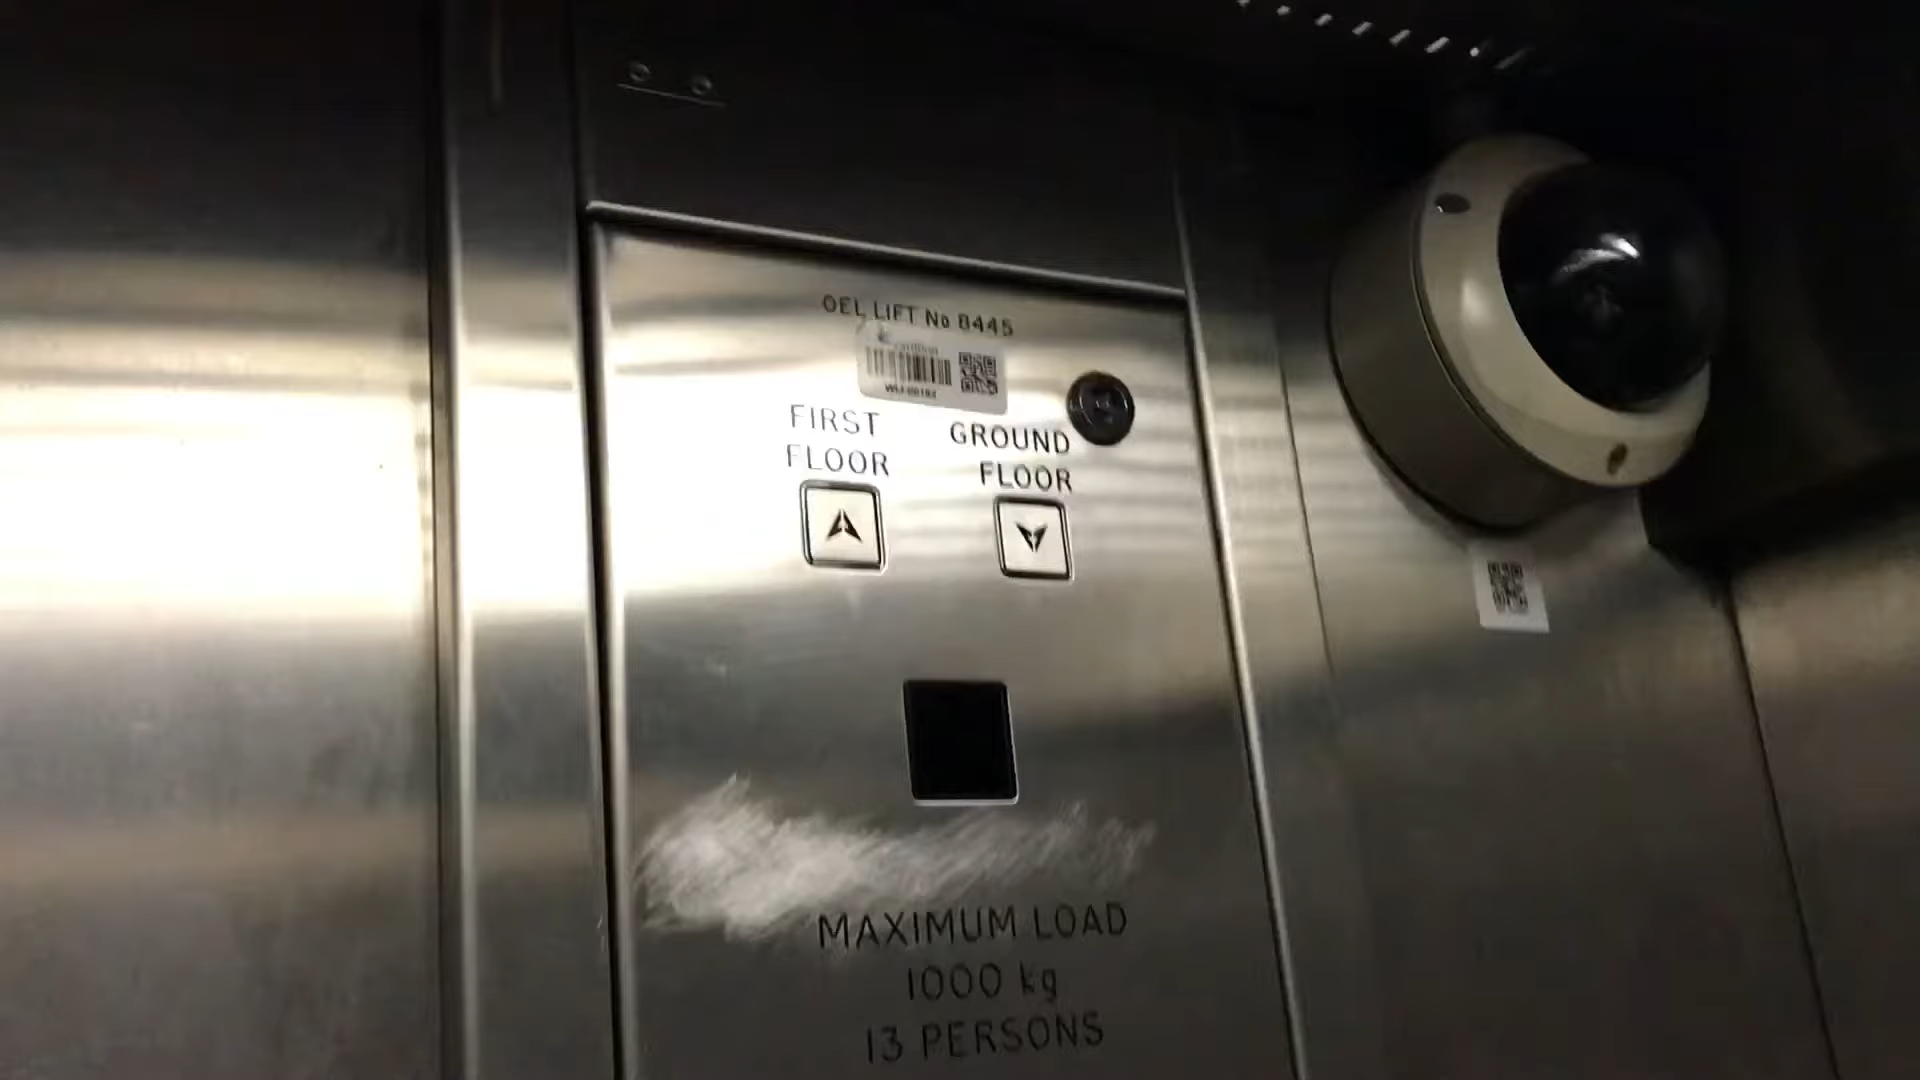 OEL LIFT No 8445
FIRST
FLOOR
GROUND
FLOOR
MAXIMUM LOAD
1000 kg
13 PERSONS